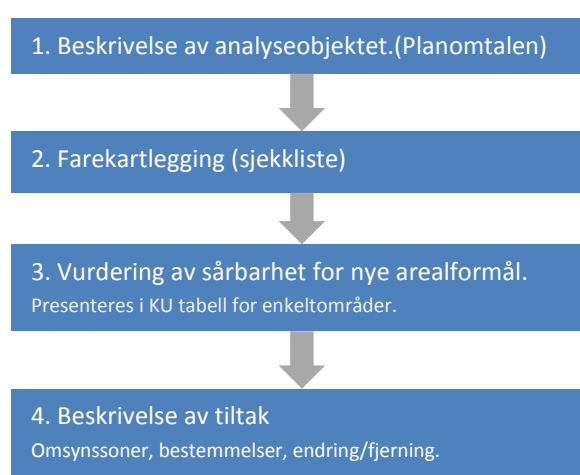 1. Beskrivelse av analyseobjektet.(Planomtalen)
2. Farekartlegging (sjekkliste)
3. Vurdering av sårbarhet for nye arealformål.
Presenteres i KU tabell for enkeltområder.
4. Beskrivelse av tiltak
Omsynssoner, bestemmelser, endring/fjerning.